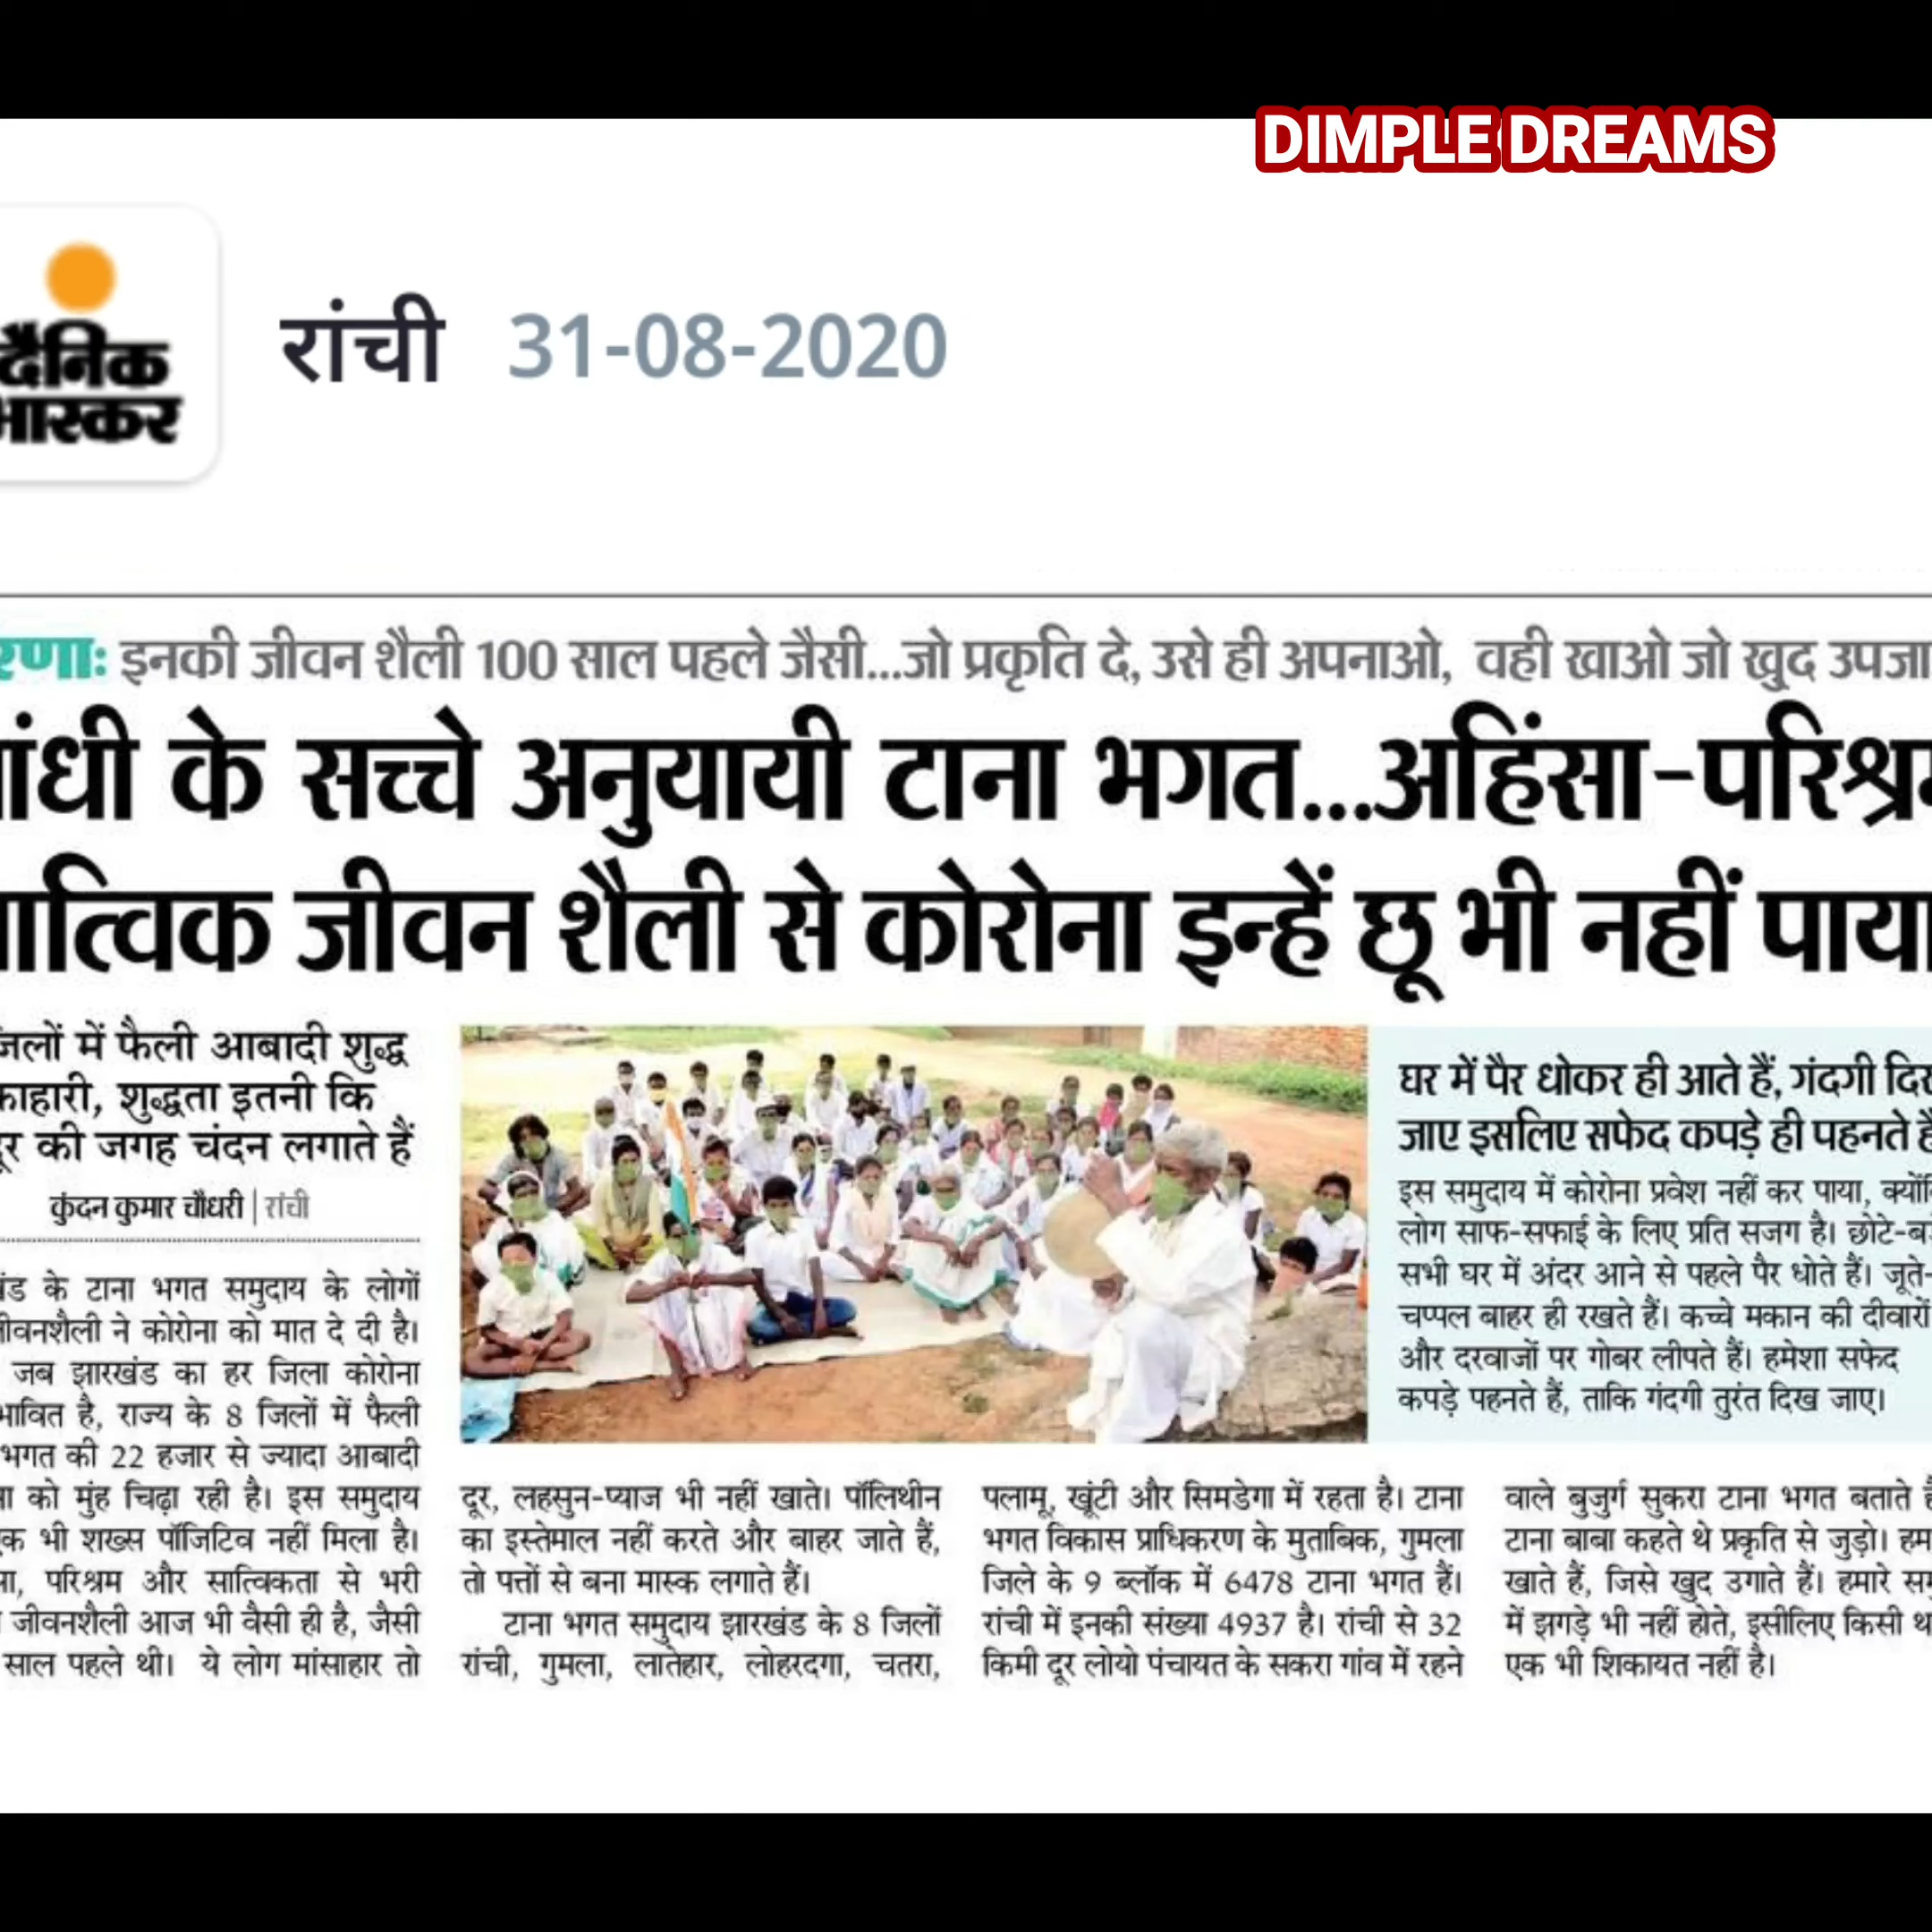 DIMPLE DREAMS
दैनिक
भास्कर
रांची 31-08-2020
रणा: इनकी जीवन शैली 100 साल पहले जैसी...जो प्रकृति दे, उसे ही अपनाओ, वही खाओ जो खुद उपजा
ांधी के सच्चे अनुयायी टाना भगत...अहिंसा-परिश्रम
ात्विक जीवन शैली से कोरोना इन्हें छू भी नहीं पाया
जिलों में फैली आबादी शुद्ध
काहारी, शुद्धता इतनी कि
दूर की जगह चंदन लगाते हैं
कुंदन कुमार चौधरी | रांची
ंड के टाना भगत समुदाय के लोगों
जीवनशैली ने कोरोना को मात दे दी है।
जब झारखंड का हर जिला कोरोना
भावित है, राज्य के 8 जिलों में फैली
भगत की 22 हजार से ज्यादा आबादी
ा को मुंह चिढ़ा रही है। इस समुदाय
क भी शख्स पॉजिटिव नहीं मिला है।
ा, परिश्रम और सात्विकता से भरी
जीवनशैली आज भी वैसी ही है, जैसी
साल पहले थी। ये लोग मांसाहार तो
दूर, लहसुन-प्याज भी नहीं खाते। पॉलिथीन
का इस्तेमाल नहीं करते और बाहर जाते हैं,
तो पत्तों से बना मास्क लगाते हैं।
टाना भगत समुदाय झारखंड के 8 जिलों
रांची, गुमला, लातेहार, लोहरदगा, चतरा,
पलामू, खूंटी और सिमडेगा में रहता है। टाना
भगत विकास प्राधिकरण के मुताबिक, गुमला
जिले के 9 ब्लॉक में 6478 टाना भगत हैं।
रांची में इनकी संख्या 4937 है। रांची से 32
किमी दूर लोयो पंचायत के सकरा गांव में रहने
वाले बुजुर्ग सुकरा टाना भगत बताते है
टाना बाबा कहते थे प्रकृति से जुड़ो। हम
खाते हैं, जिसे खुद उगाते हैं। हमारे सम
में झगड़े भी नहीं होते, इसीलिए किसी थ
एक भी शिकायत नहीं है।
घर में पैर धोकर ही आते हैं, गंदगी दिख
जाए इसलिए सफेद कपड़े ही पहनते हैं
इस समुदाय में कोरोना प्रवेश नहीं कर पाया, क्योंकि
लोग साफ-सफाई के लिए प्रति सजग है। छोटे-बड़
सभी घर में अंदर आने से पहले पैर धोते हैं। जूते-
चप्पल बाहर ही रखते हैं। कच्चे मकान की दीवारों
और दरवाजों पर गोबर लीपते हैं। हमेशा सफेद
कपड़े पहनते हैं, ताकि गंदगी तुरंत दिख जाए।